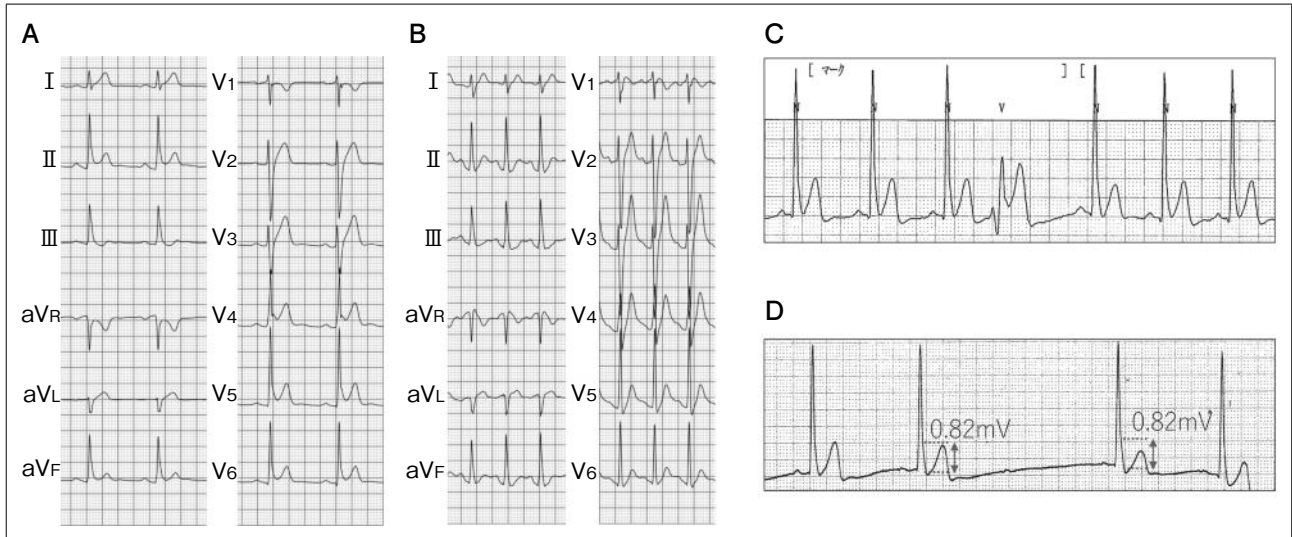 A
I
II
III
aVR
aVL
aVF
V1
V2
V3
V4
V5
V6
B
I
II
III
aVR
aVL
aVF
V1
V2
V3
V4
V5
V6
C
[ マーク ] [
N N N V N N N
D
0.82mV 0.82mV